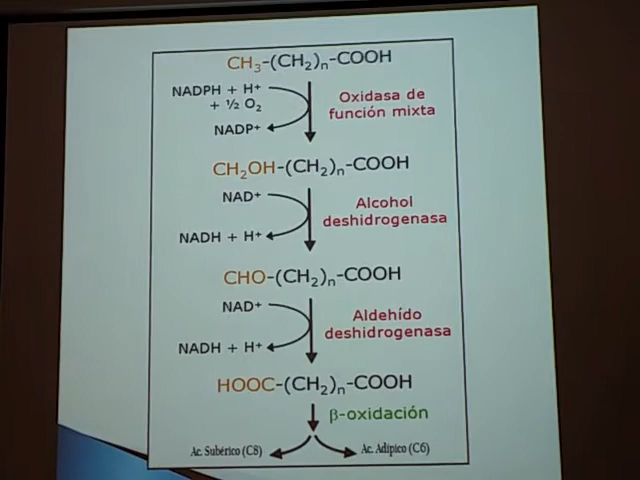 CH₃-(CH₂)ₙ-COOH
NADPH + H⁺
+ ½ O₂
NADP⁺
Oxidasa de
función mixta
CH₂OH-(CH₂)ₙ-COOH
NAD⁺
NADH + H⁺
Alcohol
deshidrogenasa
CHO-(CH₂)ₙ-COOH
NAD⁺
NADH + H⁺
Aldehído
deshidrogenasa
HOOC-(CH₂)ₙ-COOH
β-oxidación
Ac. Subérico (C8)
Ac. Adípico (C6)